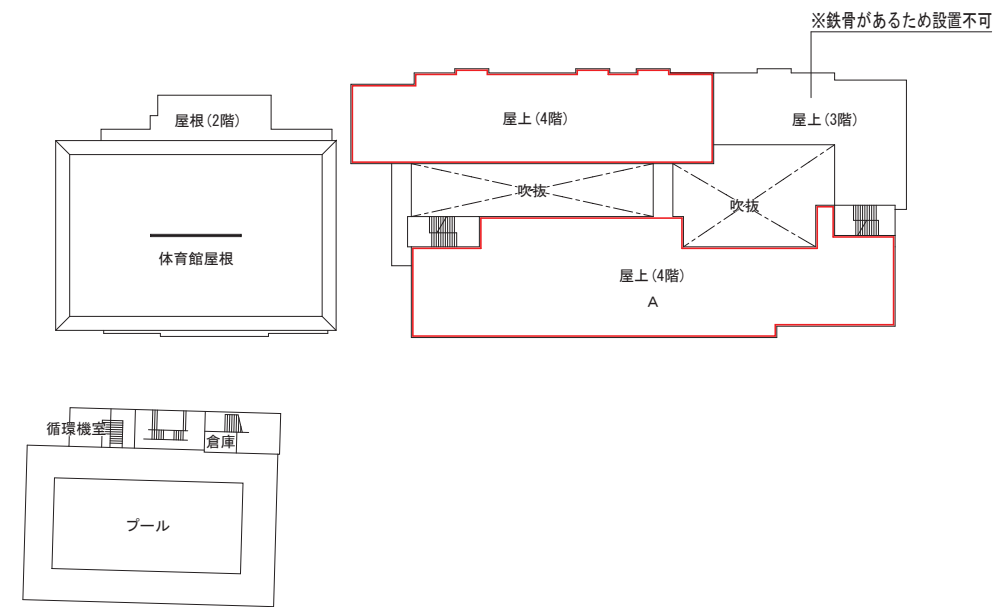 ※鉄骨があるため設置不可
屋根(2階)
屋上(4階)
屋上(3階)
吹抜
吹抜
体育館屋根
屋上(4階)
A
循環機室
倉庫
プール